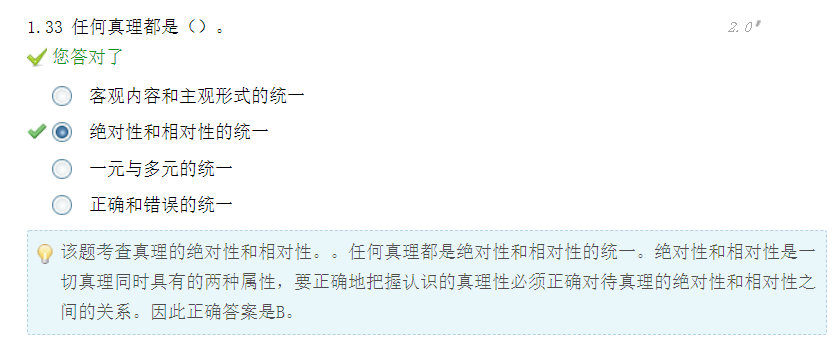 1.33 任何真理都是（）。 2.0'
您答对了
客观内容和主观形式的统一
绝对性和相对性的统一
一元与多元的统一
正确和错误的统一
该题考查真理的绝对性和相对性。。任何真理都是绝对性和相对性的统一。绝对性和相对性是一
切真理同时具有的两种属性，要正确地把握认识的真理性必须正确对待真理的绝对性和相对性之
间的关系。因此正确答案是B。